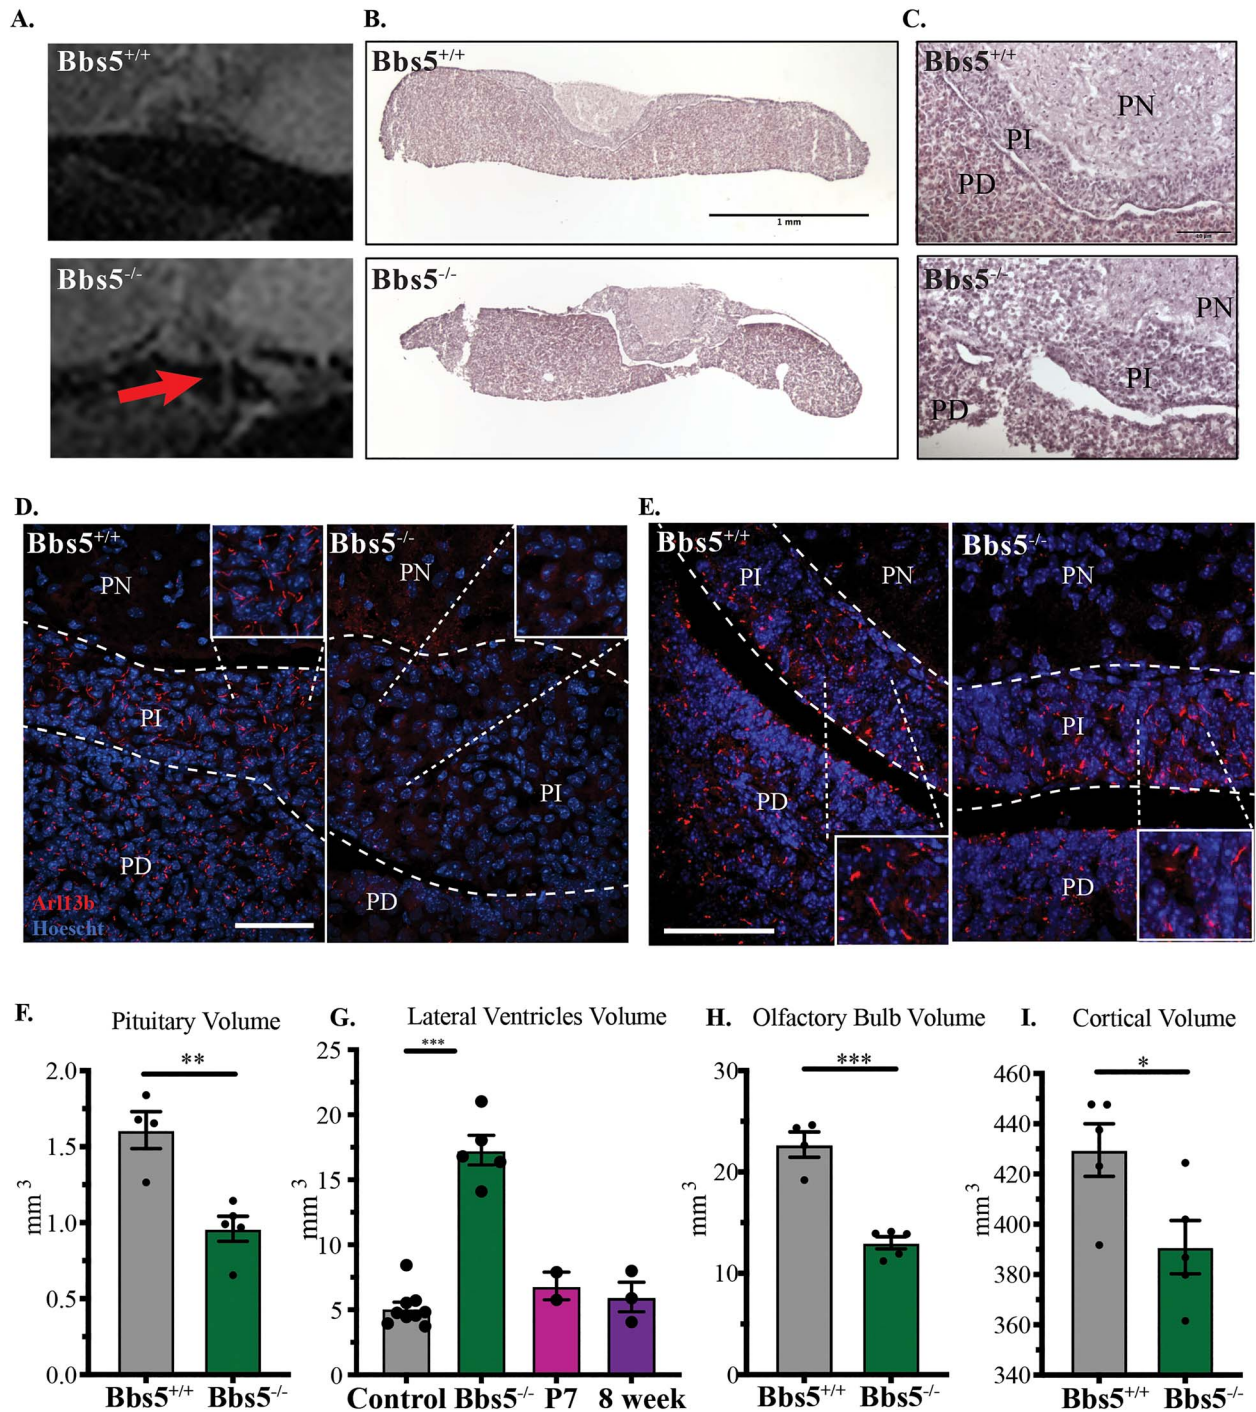 A.
B.
C.
Bbs5+/+
Bbs5+/+
1 mm
Bbs5+/+
PN
PI
PD
Bbs5-/-
Bbs5-/-
Bbs5-/-
PN
PI
PD
D.
E.
Bbs5+/+
PN
PI
PD
Arl13b
Hoescht
Bbs5-/-
PN
PI
PD
Bbs5+/+
PI
PN
PD
Bbs5-/-
PN
PI
PD
F.
Pituitary Volume
**
mm3
2.0
1.5
1.0
0.5
0.0
Bbs5+/+ Bbs5-/-
G.
Lateral Ventricles Volume
***
mm3
25
20
15
10
5
0
Control Bbs5-/- P7 8 week
H.
Olfactory Bulb Volume
***
mm3
30
20
10
0
Bbs5+/+ Bbs5-/-
I.
Cortical Volume
*
mm3
460
440
420
400
380
360
340
Bbs5+/+ Bbs5-/-